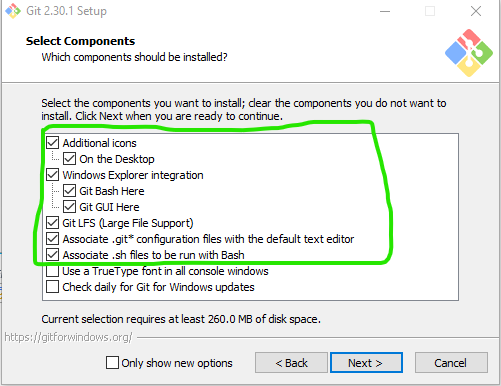 Git 2.30.1 Setup
Select Components
Which components should be installed?
Select the components you want to install; clear the components you do not want to
install. Click Next when you are ready to continue.
Additional icons
On the Desktop
Windows Explorer integration
Git Bash Here
Git GUI Here
Git LFS (Large File Support)
Associate .git* configuration files with the default text editor
Associate .sh files to be run with Bash
Use a TrueType font in all console windows
Check daily for Git for Windows updates
Current selection requires at least 260.0 MB of disk space.
https://gitforwindows.org/
Only show new options
< Back
Next >
Cancel